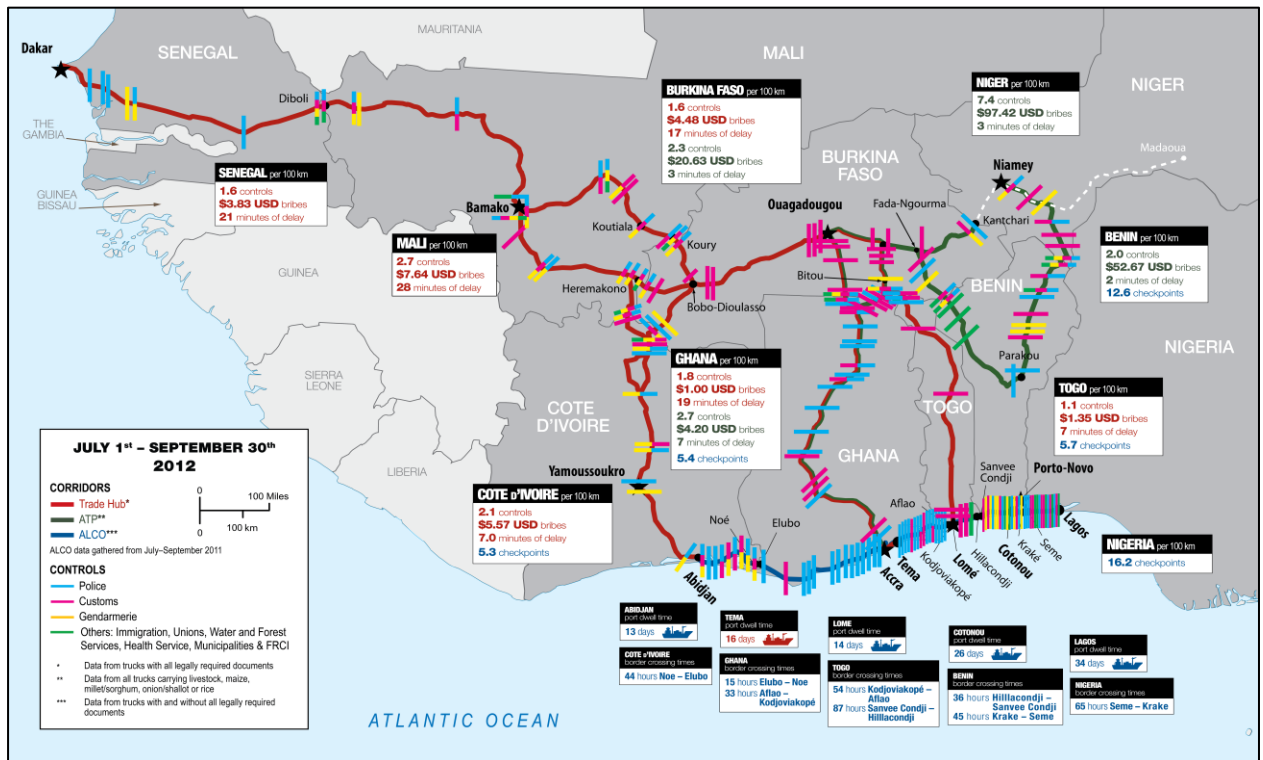 MAURITANIA
Dakar
SENEGAL
MALI
NIGER
Diboli
THE
GAMBIA
GUINEA
BISSAU
SENEGAL per 100 km
1.6 controls
$3.83 USD bribes
21 minutes of delay
BURKINA FASO per 100 km
1.6 controls
$4.48 USD bribes
17 minutes of delay
2.3 controls
$20.63 USD bribes
3 minutes of delay
NIGER per 100 km
7.4 controls
$97.42 USD bribes
3 minutes of delay
Madaoua
Niamey
BURKINA
FASO
Bamako
Koutiala
Koury
Ouagadougou
Fada-Ngourma
Kantchari
MALI per 100 km
2.7 controls
$7.64 USD bribes
28 minutes of delay
BENIN per 100 km
2.0 controls
$52.67 USD bribes
2 minutes of delay
12.6 checkpoints
GUINEA
Heremakono
Bobo-Dioulasso
Bitou
BENIN
NIGERIA
Parakou
SIERRA
LEONE
LIBERIA
COTE
D'IVOIRE
GHANA per 100 km
1.8 controls
$1.00 USD bribes
19 minutes of delay
2.7 controls
$4.20 USD bribes
7 minutes of delay
5.4 checkpoints
TOGO
TOGO per 100 km
1.1 controls
$1.35 USD bribes
7 minutes of delay
5.7 checkpoints
GHANA
Yamoussoukro
COTE D'IVOIRE per 100 km
2.1 controls
$5.57 USD bribes
7.0 minutes of delay
5.3 checkpoints
Sanvee
Condji
Porto-Novo
Aflao
Noé
Elubo
Abidjan
Accra
Tema
Kodjoviakopé
Lomé
Hillacondji
Cotonou
Kraké
Seme
Lagos
NIGERIA per 100 km
16.2 checkpoints
JULY 1st – SEPTEMBER 30th
2012
CORRIDORS
Trade Hub*
ATP**
ALCO***
0 100 Miles
0 100 km
ALCO data gathered from July–September 2011
CONTROLS
Police
Customs
Gendarmerie
Others: Immigration, Unions, Water and Forest
Services, Health Service, Municipalities & FRCI
* Data from trucks with all legally required documents
** Data from all trucks carrying livestock, maize,
millet/sorghum, onion/shallot or rice
*** Data from trucks with and without all legally required
documents
ATLANTIC OCEAN
ABIDJAN
port dwell time
13 days
COTE D'IVOIRE
border crossing times
44 hours Noe – Elubo
TEMA
port dwell time
16 days
GHANA
border crossing times
15 hours Elubo – Noe
33 hours Aflao –
Kodjoviakopé
LOME
port dwell time
14 days
TOGO
border crossing times
54 hours Kodjoviakopé –
Aflao
87 hours Sanvee Condji –
Hilllacondji
COTONOU
port dwell time
26 days
BENIN
border crossing times
36 hours Hilllacondji –
Sanvee Condji
45 hours Krake – Seme
LAGOS
port dwell time
34 days
NIGERIA
border crossing times
65 hours Seme – Krake